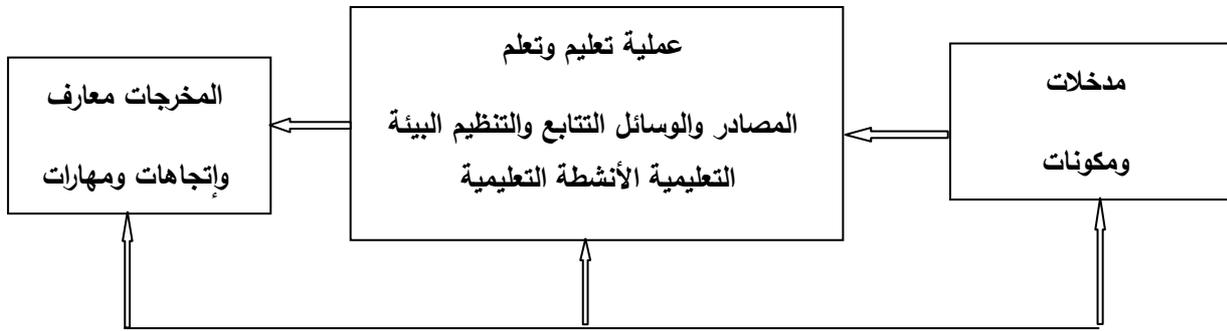 مدخلات
ومكونات
عملية تعليم وتعلم
المصادر والوسائل التتابع والتنظيم البيئة
التعليمية الأنشطة التعليمية
المخرجات معارف
وإتجاهات ومهارات